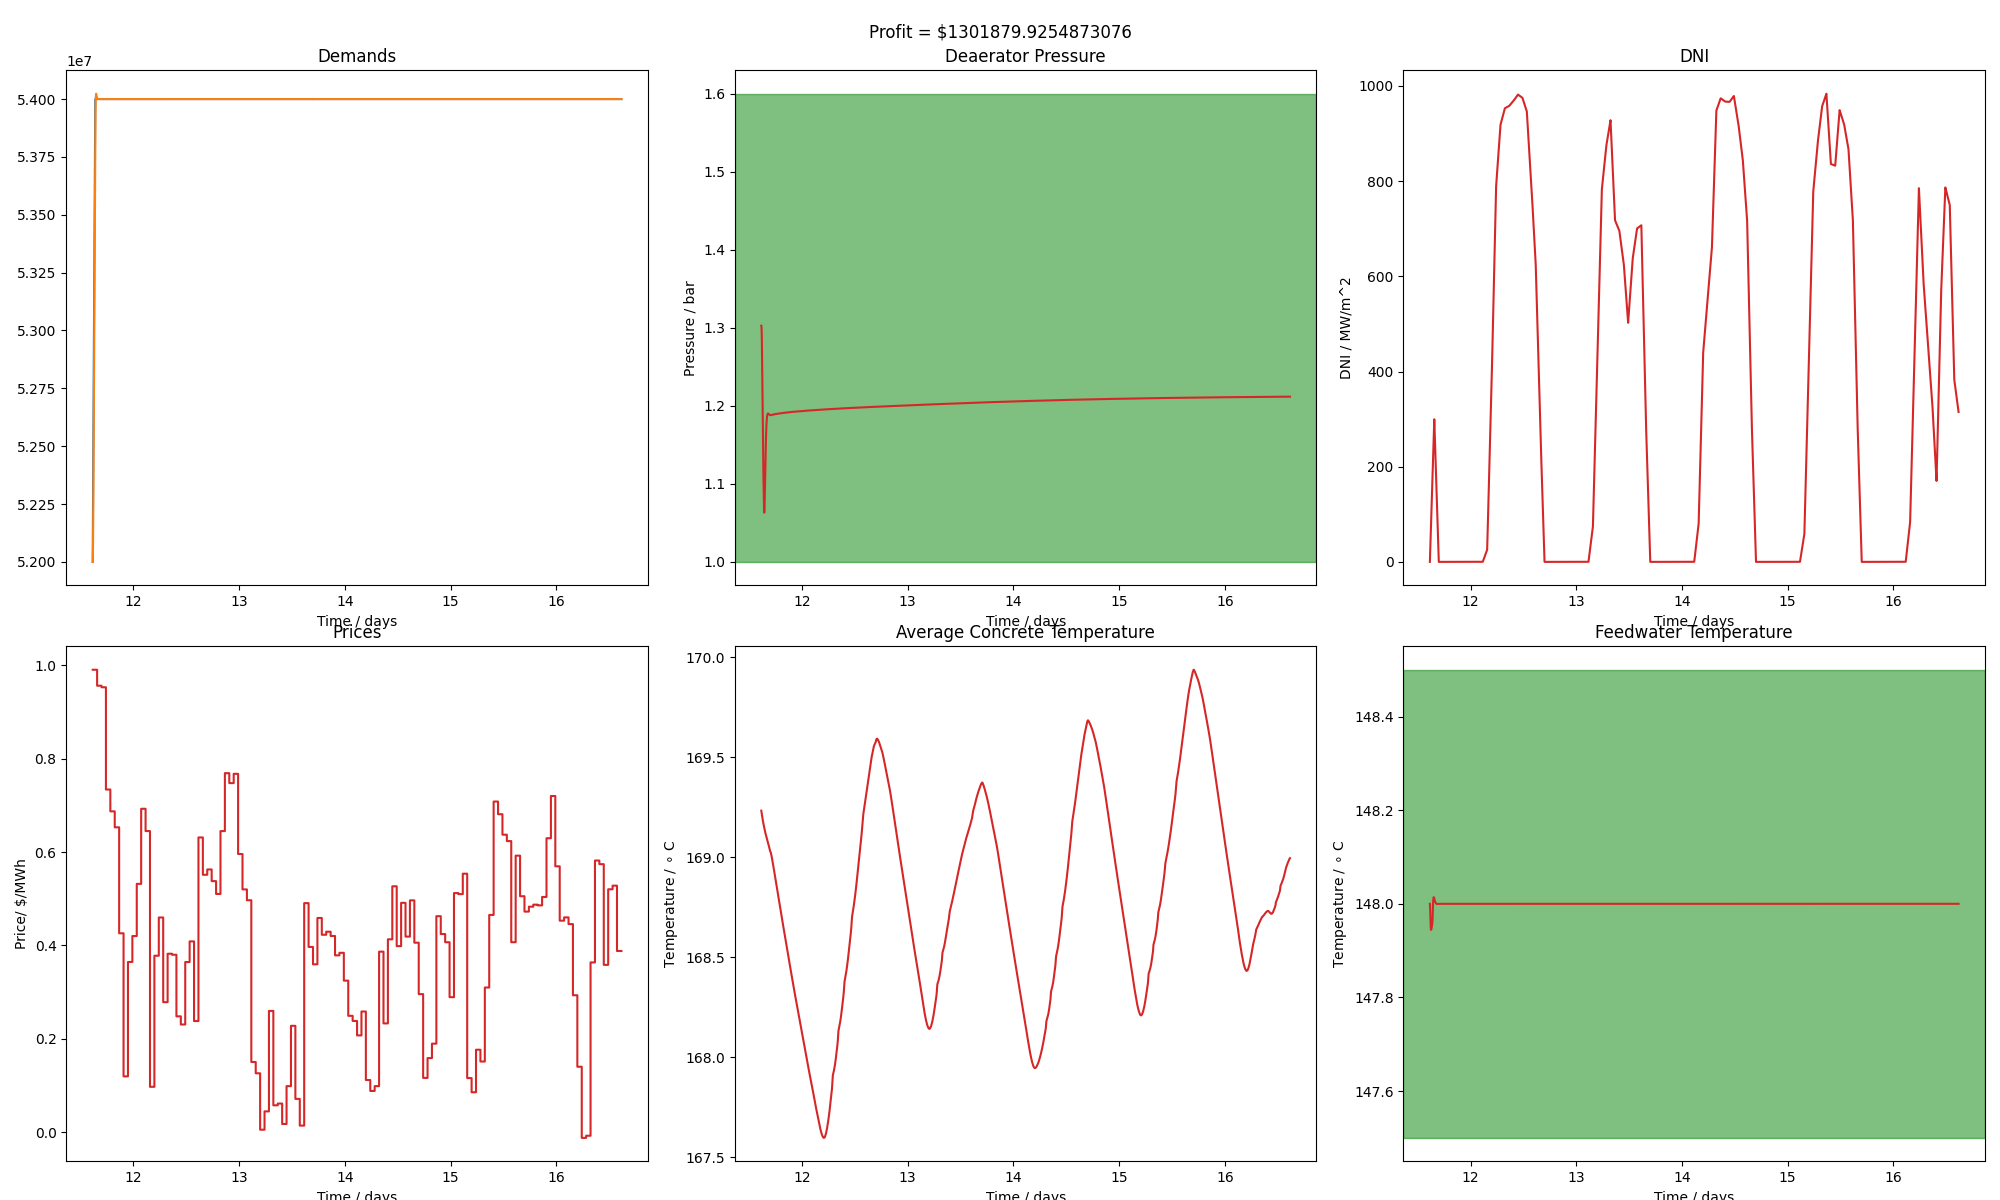 Profit = $1301879.9254873076
Demands
1e7
5.400
5.375
5.350
5.325
5.300
5.275
5.250
5.225
5.200
12 13 14 15 16
Time / days
Deaerator Pressure
Pressure / bar
1.6
1.5
1.4
1.3
1.2
1.1
1.0
12 13 14 15 16
Time / days
DNI
DNI / MW/m^2
1000
800
600
400
200
0
12 13 14 15 16
Time / days
Prices
Price/ $/MWh
1.0
0.8
0.6
0.4
0.2
0.0
12 13 14 15 16
Time / days
Average Concrete Temperature
Temperature / ∘ C
170.0
169.5
169.0
168.5
168.0
167.5
12 13 14 15 16
Time / days
Feedwater Temperature
Temperature / ∘ C
148.4
148.2
148.0
147.8
147.6
12 13 14 15 16
Time / days